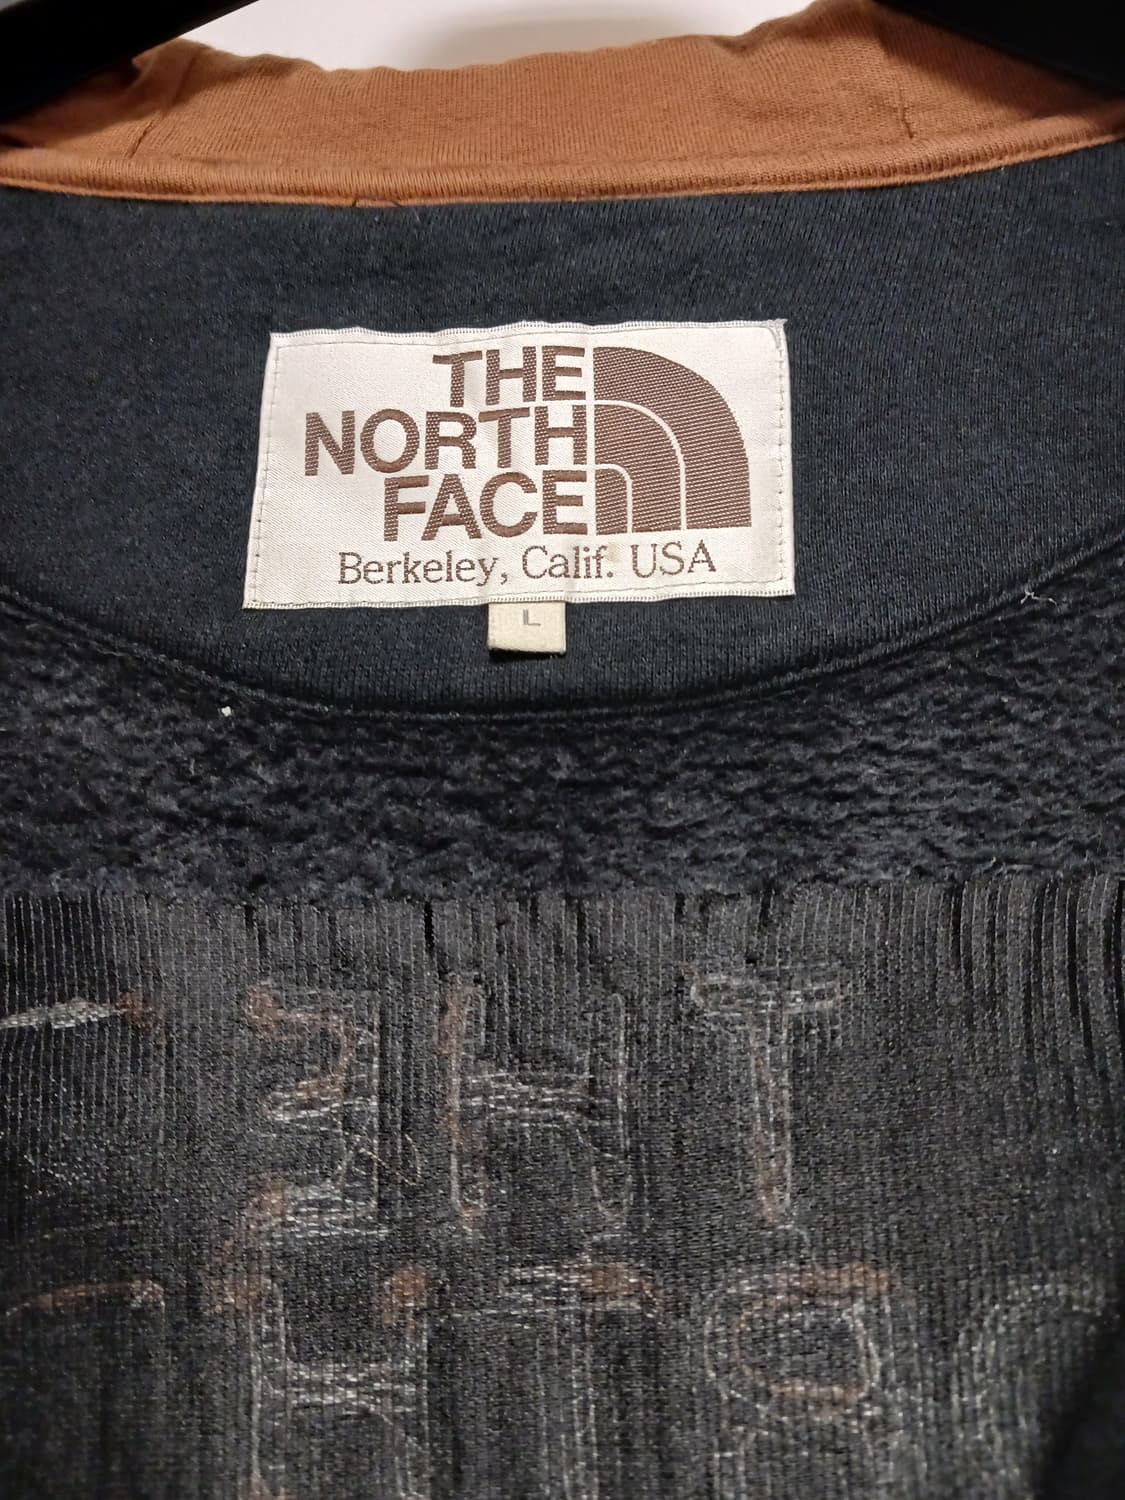 THE
NORTH
FACE
Berkeley, Calif. USA
L